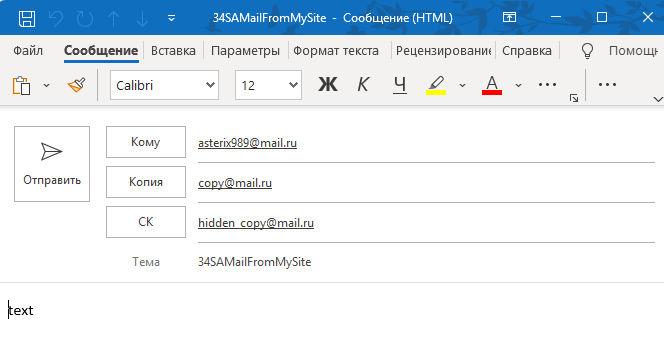 34SAMailFromMySite - Сообщение (HTML)
Файл Сообщение Вставка Параметры Формат текста Рецензирование Справка Помощн
Calibri 12 Ж К Ч А
Кому asterix989@mail.ru
Отправить
Копия copy@mail.ru
СК hidden_copy@mail.ru
Тема 34SAMailFromMySite
text